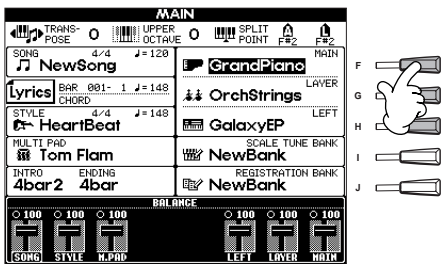 MAIN
TRANS-
POSE 0 UPPER
OCTAVE 0 SPLIT
POINT A
F#2 L
F#2
SONG 4/4 ♩=120
NewSong
Lyrics BAR 001- 1 ♩=148
CHORD
STYLE 4/4 ♩=148
HeartBeat
MULTI PAD
Tom Flam
INTRO ENDING
4bar2 4bar
MAIN
GrandPiano
LAYER
OrchStrings
LEFT
GalaxyEP
SCALE TUNE BANK
NewBank
REGISTRATION BANK
NewBank
BALANCE
100 100 100 100 100 100
SONG STYLE M.PAD LEFT LAYER MAIN
F
G
H
I
J